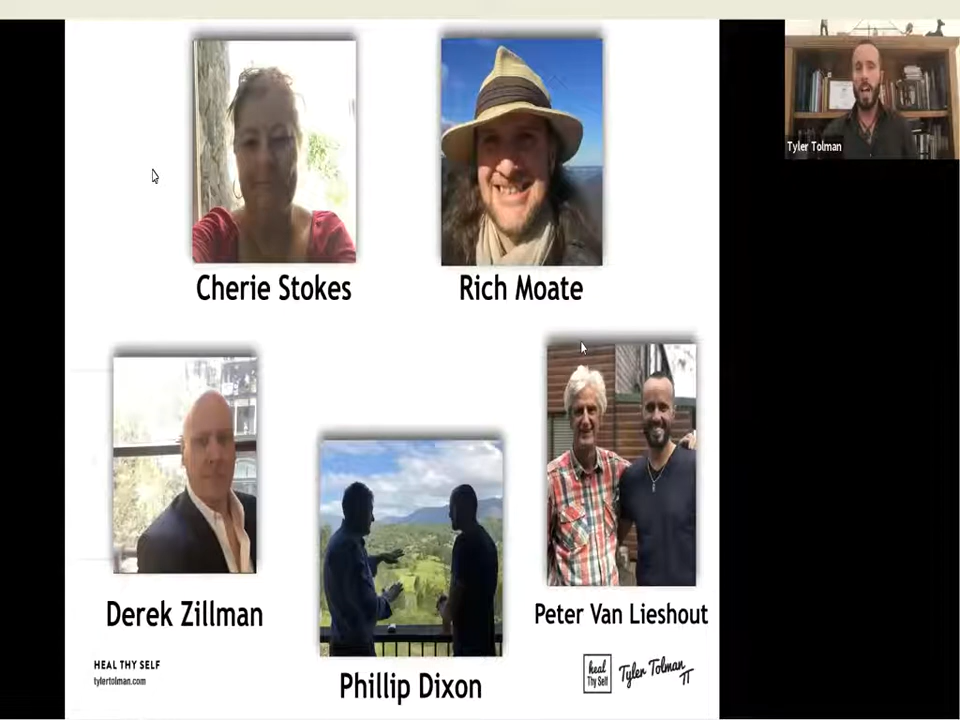 Tyler Tolman
Cherie Stokes
Rich Moate
Derek Zillman
Peter Van Lieshout
Phillip Dixon
HEAL THY SELF
tylertolman.com
heal
Thy Self
Tyler Tolman
TT